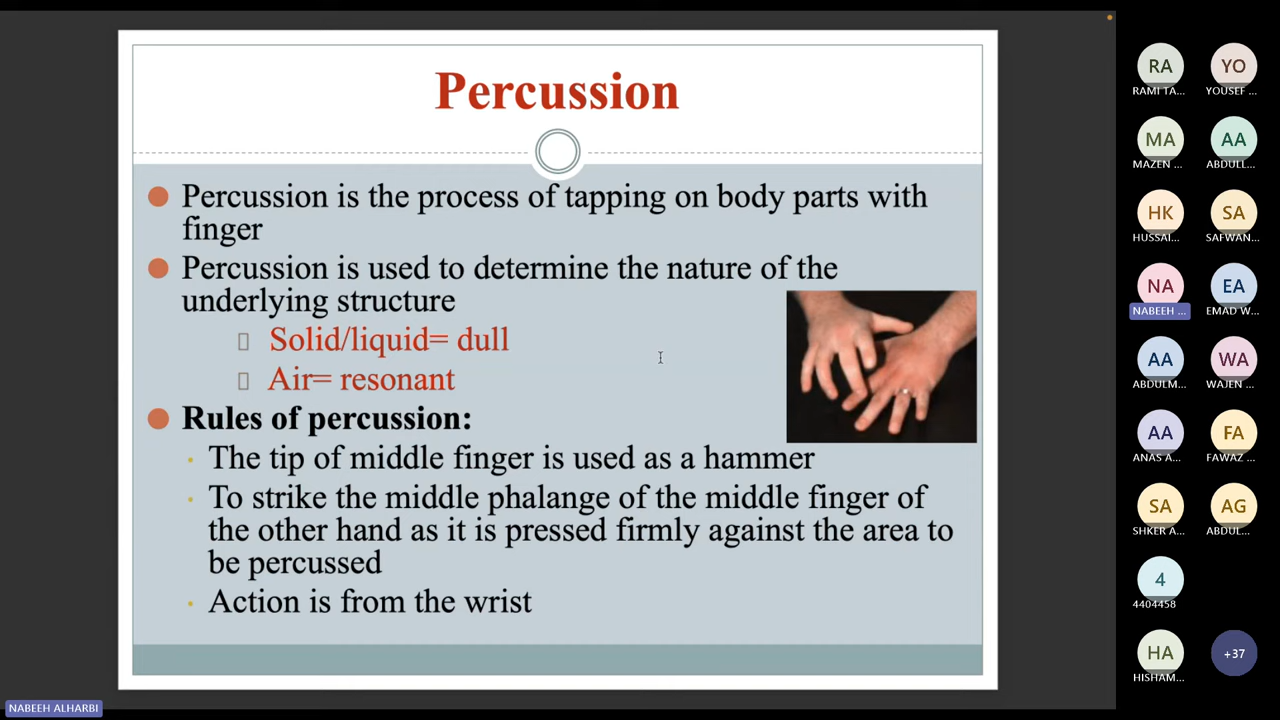 Percussion
Percussion is the process of tapping on body parts with
finger
Percussion is used to determine the nature of the
underlying structure
Solid/liquid= dull
Air= resonant
Rules of percussion:
The tip of middle finger is used as a hammer
To strike the middle phalange of the middle finger of
the other hand as it is pressed firmly against the area to
be percussed
Action is from the wrist
NABEEH ALHARBI
RA YO
RAMI TA... YOUSEF ...
MA AA
MAZEN ... ABDULL...
HK SA
HUSSAI... SAFWAN...
NA EA
NABEEH ... EMAD W...
AA WA
ABDULM... WAJEN ...
AA FA
ANAS A... FAWAZ ...
SA AG
SHKER A... ABDUL...
4
4404458
HA +37
HISHAM...